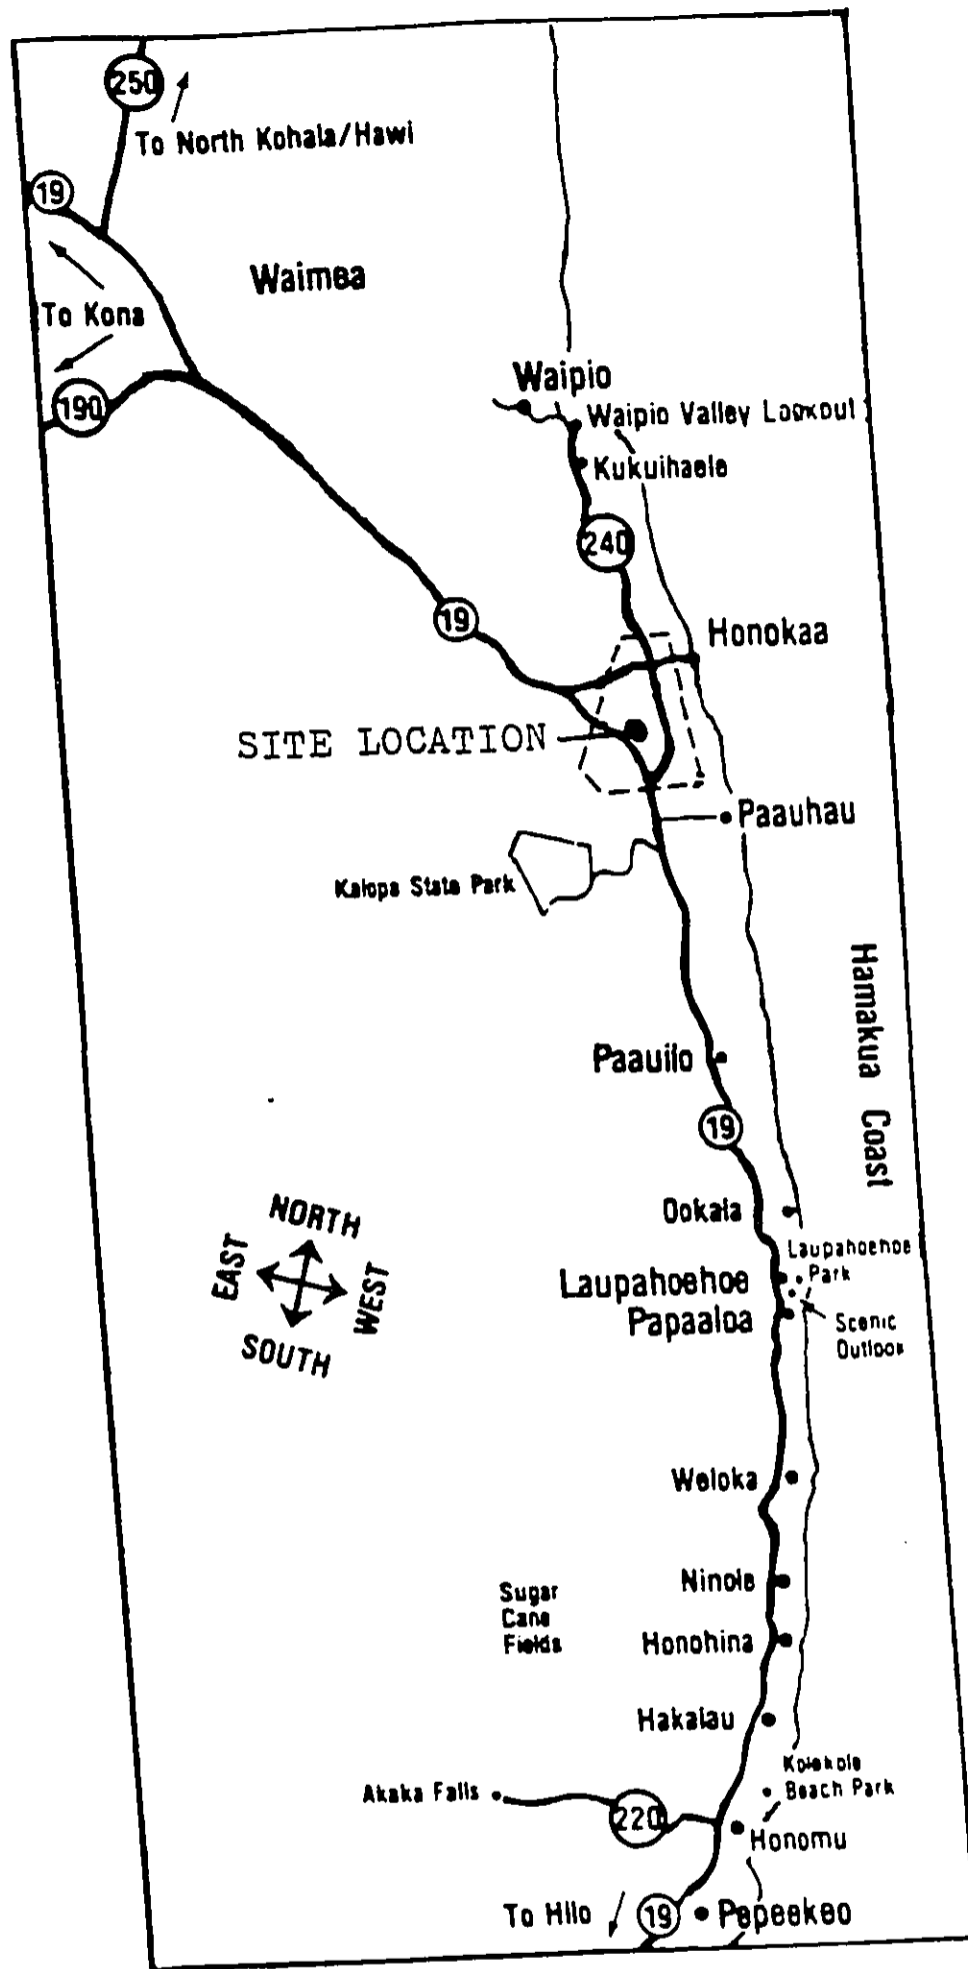 250
To North Kohala/Hawi
19
Waimea
To Kona
190
Waipio
Waipio Valley Lookout
Kukuihaele
240
19
Honokaa
SITE LOCATION
Paauhau
Kalopa State Park
Hamakua Coast
Paauilo
19
Ookala
NORTH
EAST
WEST
SOUTH
Laupahoehoe
Park
Laupahoehoe
Papaaloa
Scenic
Outlook
Weloka
Ninole
Sugar
Cane
Fields
Honohina
Hakalau
Kolekole
Beach Park
Akaka Falls
220
Honomu
To Hilo
19
Pepeekeo